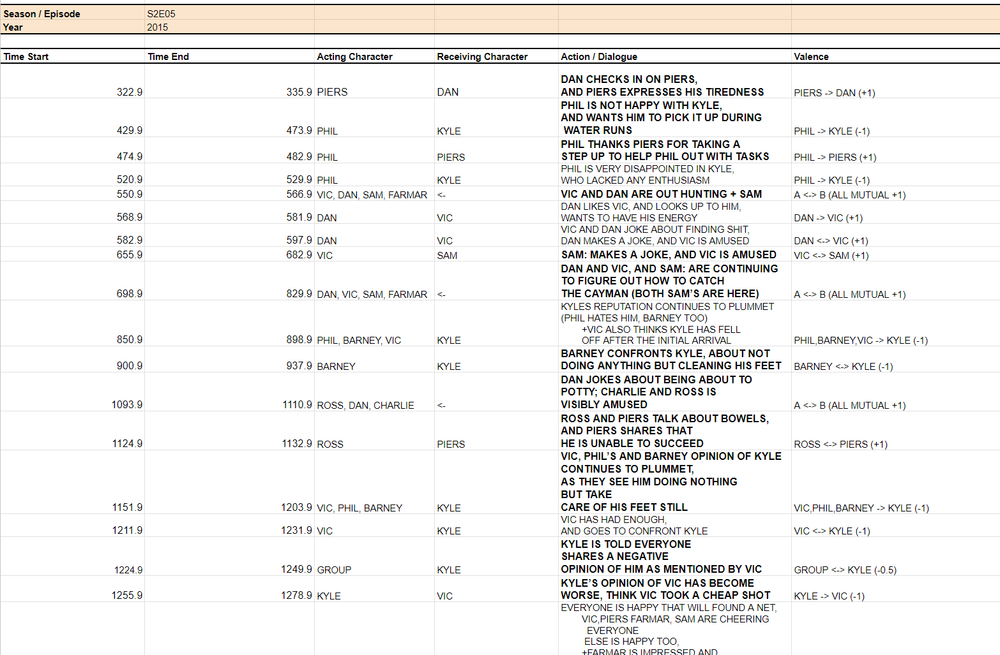 Season / Episode S2E05
Year 2015
Time Start Time End Acting Character Receiving Character Action / Dialogue Valence
DAN CHECKS IN ON PIERS,
322.9 335.9 PIERS DAN AND PIERS EXPRESSES HIS TIREDNESS PIERS -> DAN (+1)
PHIL IS NOT HAPPY WITH KYLE,
AND WANTS HIM TO PICK IT UP DURING
429.9 473.9 PHIL KYLE WATER RUNS PHIL -> KYLE (-1)
PHIL THANKS PIERS FOR TAKING A
474.9 482.9 PHIL PIERS STEP UP TO HELP PHIL OUT WITH TASKS PHIL -> PIERS (+1)
PHIL IS VERY DISAPPOINTED IN KYLE,
520.9 529.9 PHIL KYLE WHO LACKED ANY ENTHUSIASM PHIL -> KYLE (-1)
550.9 566.9 VIC, DAN, SAM, FARMAR <- VIC AND DAN ARE OUT HUNTING + SAM A <-> B (ALL MUTUAL +1)
DAN LIKES VIC, AND LOOKS UP TO HIM,
568.9 581.9 DAN VIC WANTS TO HAVE HIS ENERGY DAN -> VIC (+1)
VIC AND DAN JOKE ABOUT FINDING SHIT,
582.9 597.9 DAN VIC DAN MAKES A JOKE, AND VIC IS AMUSED DAN <-> VIC (+1)
655.9 682.9 VIC SAM SAM: MAKES A JOKE, AND VIC IS AMUSED VIC <-> SAM (+1)
DAN AND VIC, AND SAM: ARE CONTINUING
TO FIGURE OUT HOW TO CATCH
698.9 829.9 DAN, VIC, SAM, FARMAR <- THE CAYMAN (BOTH SAM'S ARE HERE) A <-> B (ALL MUTUAL +1)
KYLES REPUTATION CONTINUES TO PLUMMET
(PHIL HATES HIM, BARNEY TOO)
+VIC ALSO THINKS KYLE HAS FELL
850.9 898.9 PHIL, BARNEY, VIC KYLE OFF AFTER THE INITIAL ARRIVAL PHIL,BARNEY,VIC -> KYLE (-1)
BARNEY CONFRONTS KYLE, ABOUT NOT
900.9 937.9 BARNEY KYLE DOING ANYTHING BUT CLEANING HIS FEET BARNEY <-> KYLE (-1)
DAN JOKES ABOUT BEING ABOUT TO
POTTY; CHARLIE AND ROSS IS
1093.9 1110.9 ROSS, DAN, CHARLIE <- VISIBLY AMUSED A <-> B (ALL MUTUAL +1)
ROSS AND PIERS TALK ABOUT BOWELS,
AND PIERS SHARES THAT
1124.9 1132.9 ROSS PIERS HE IS UNABLE TO SUCCEED ROSS <-> PIERS (+1)
VIC, PHIL'S AND BARNEY OPINION OF KYLE
CONTINUES TO PLUMMET,
AS THEY SEE HIM DOING NOTHING
BUT TAKE
1151.9 1203.9 VIC, PHIL, BARNEY KYLE CARE OF HIS FEET STILL VIC,PHIL,BARNEY -> KYLE (-1)
VIC HAS HAD ENOUGH,
1211.9 1231.9 VIC KYLE AND GOES TO CONFRONT KYLE VIC <-> KYLE (-1)
KYLE IS TOLD EVERYONE
SHARES A NEGATIVE
1224.9 1249.9 GROUP KYLE OPINION OF HIM AS MENTIONED BY VIC GROUP <-> KYLE (-0.5)
KYLE'S OPINION OF VIC HAS BECOME
1255.9 1278.9 KYLE VIC WORSE, THINK VIC TOOK A CHEAP SHOT KYLE -> VIC (-1)
EVERYONE IS HAPPY THAT WILL FOUND A NET,
VIC,PIERS FARMAR, SAM ARE CHEERING
EVERYONE
ELSE IS HAPPY TOO,
+FARMAR IS IMPRESSED AND